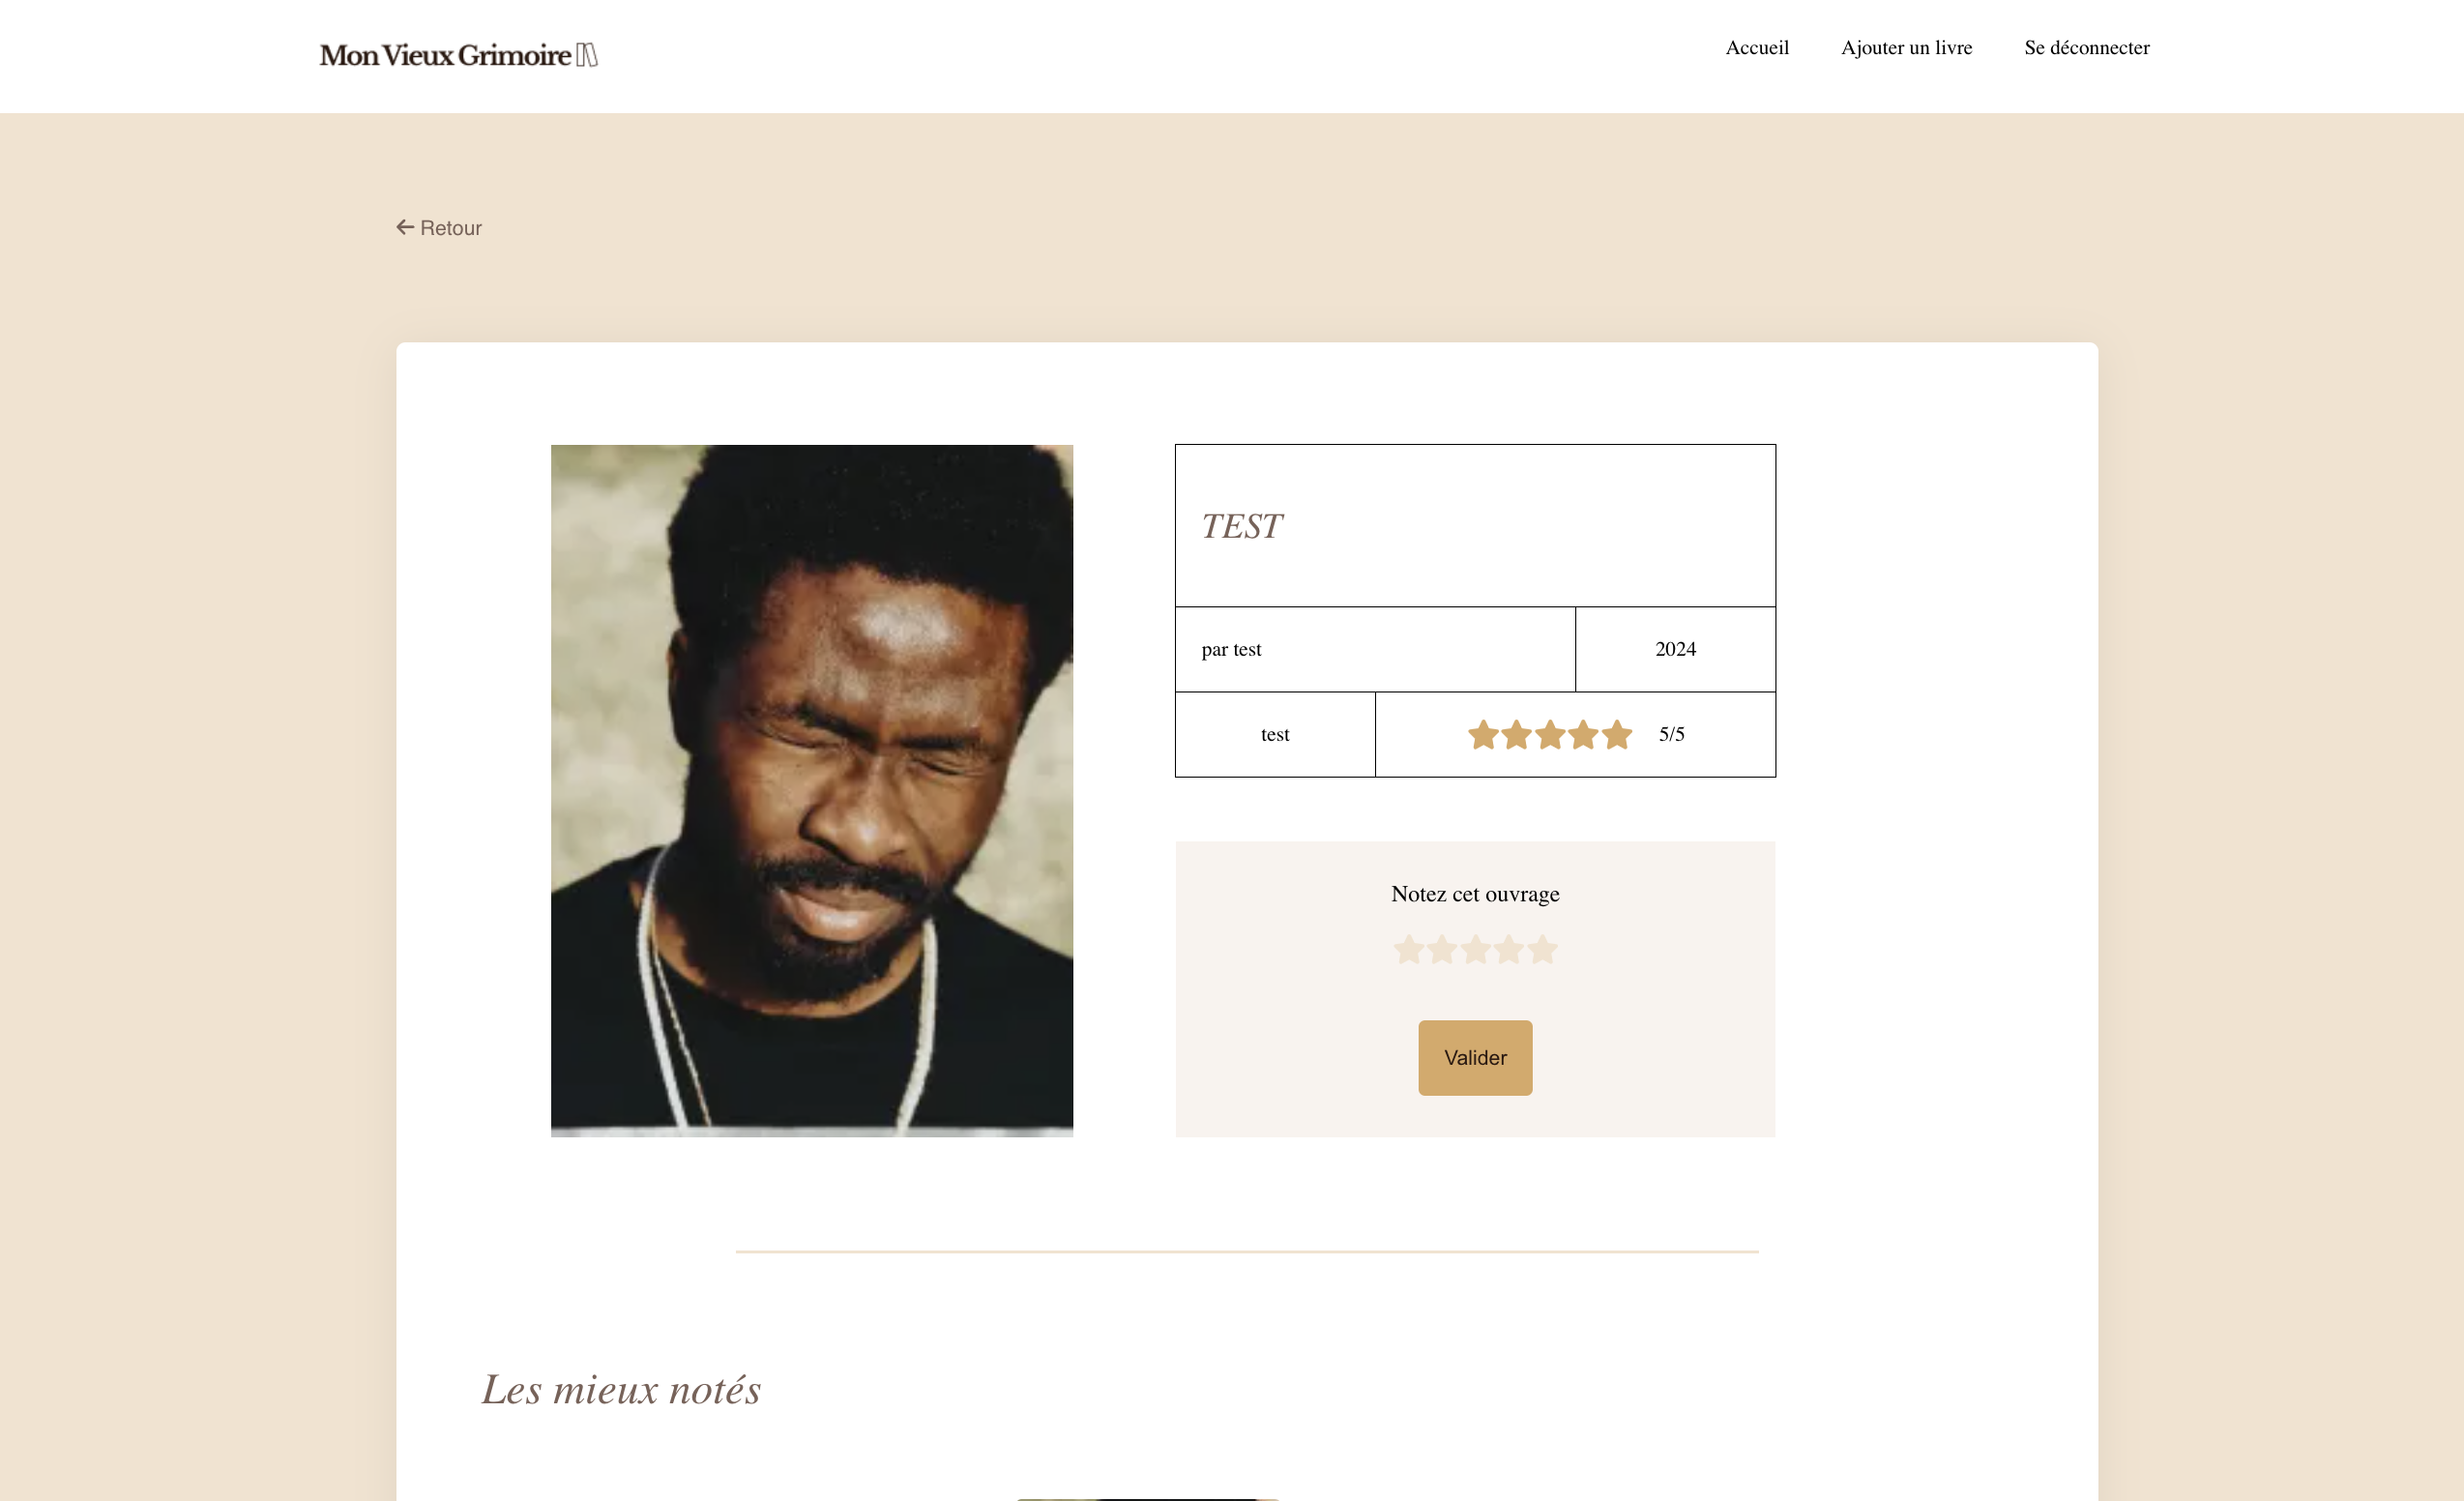 Mon Vieux Grimoire
Accueil
Ajouter un livre
Se déconnecter
Retour
TEST
par test
2024
test
5/5
Notez cet ouvrage
Valider
Les mieux notés